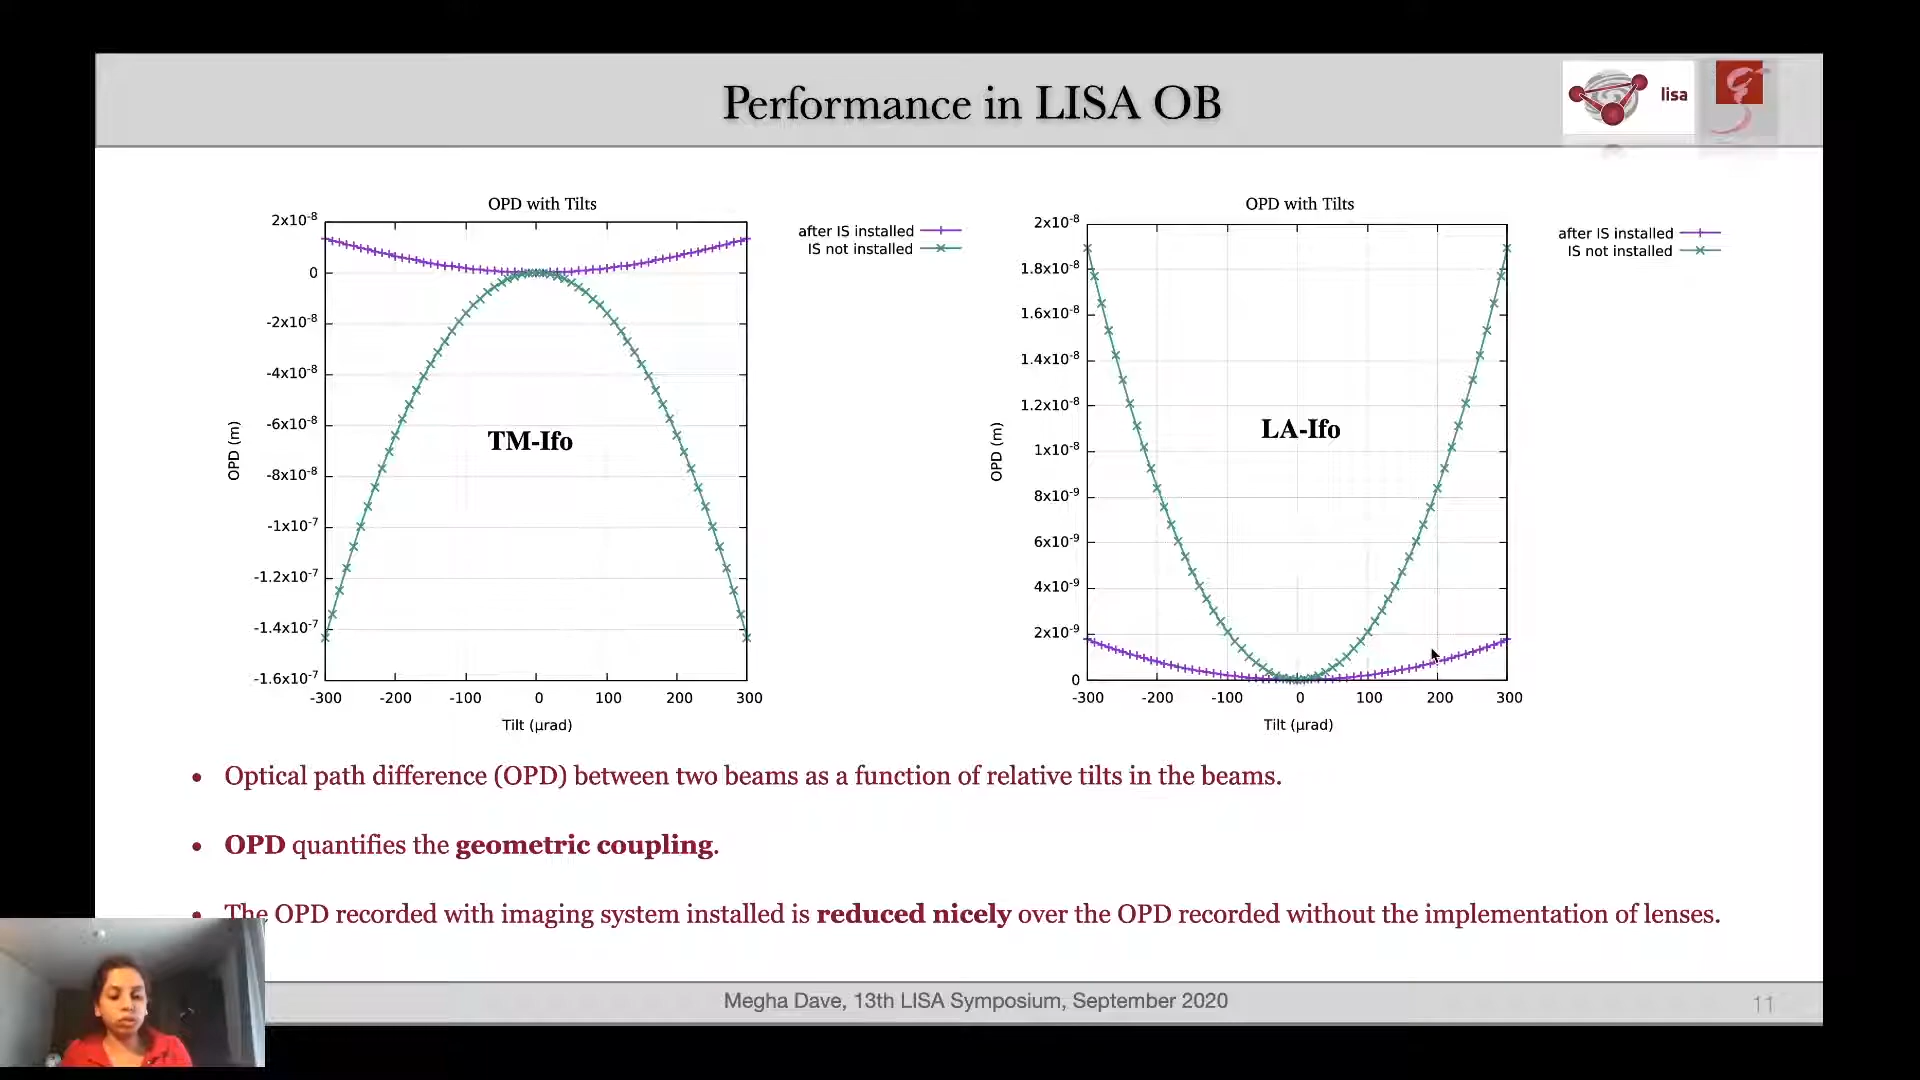 Performance in LISA OB
lisa
OPD with Tilts
after IS installed
IS not installed
2x10-8
0
-2x10-8
-4x10-8
-6x10-8
-8x10-8
-1x10-7
-1.2x10-7
-1.4x10-7
-1.6x10-7
OPD (m)
TM-Ifo
-300 -200 -100 0 100 200 300
Tilt (μrad)
OPD with Tilts
after IS installed
IS not installed
2x10-8
1.8x10-8
1.6x10-8
1.4x10-8
1.2x10-8
1x10-8
8x10-9
6x10-9
4x10-9
2x10-9
0
OPD (m)
LA-Ifo
-300 -200 -100 0 100 200 300
Tilt (μrad)
• Optical path difference (OPD) between two beams as a function of relative tilts in the beams.
• OPD quantifies the geometric coupling.
• The OPD recorded with imaging system installed is reduced nicely over the OPD recorded without the implementation of lenses.
Megha Dave, 13th LISA Symposium, September 2020
11